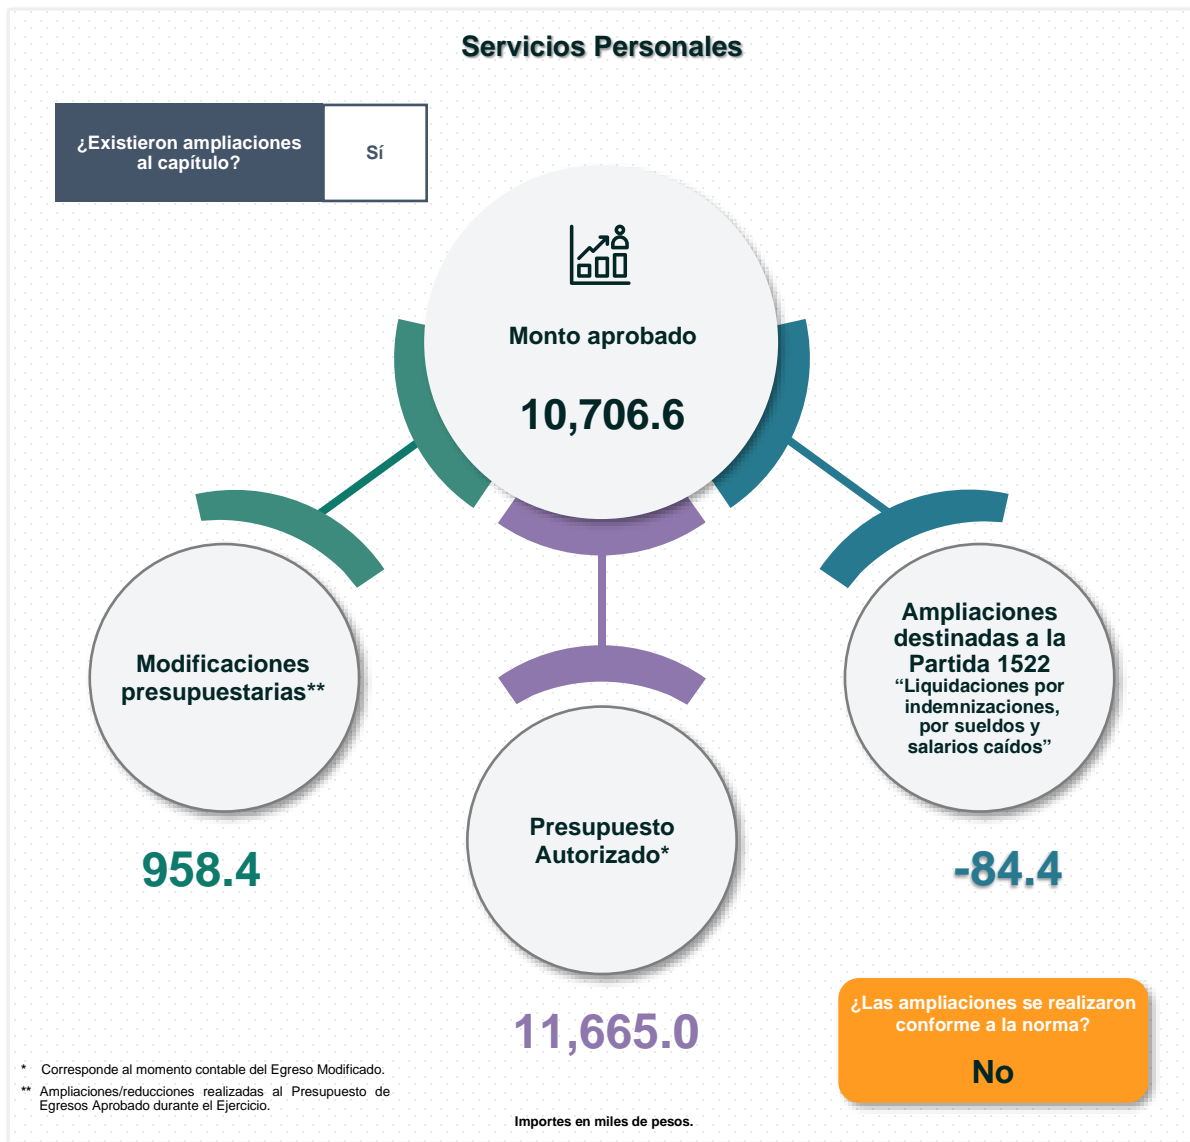 Servicios Personales
¿Existieron ampliaciones
al capítulo?
Sí
Monto aprobado
10,706.6
Modificaciones
presupuestarias**
958.4
Presupuesto
Autorizado*
11,665.0
Ampliaciones
destinadas a la
Partida 1522
“Liquidaciones por
indemnizaciones,
por sueldos y
salarios caídos”
-84.4
¿Las ampliaciones se realizaron
conforme a la norma?
No
* Corresponde al momento contable del Egreso Modificado.
** Ampliaciones/reducciones realizadas al Presupuesto de
Egresos Aprobado durante el Ejercicio.
Importes en miles de pesos.